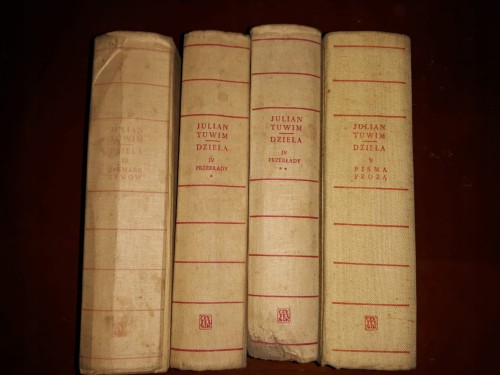 JULIAN
TUWIM
DZIEŁA
JULIAN
TUWIM
DZIEŁA
IV
PRZEKŁADY
*
JULIAN
TUWIM
DZIEŁA
IV
PRZEKŁADY
* *
JULIAN
TUWIM
DZIEŁA
V
PISMA
PROZĄ